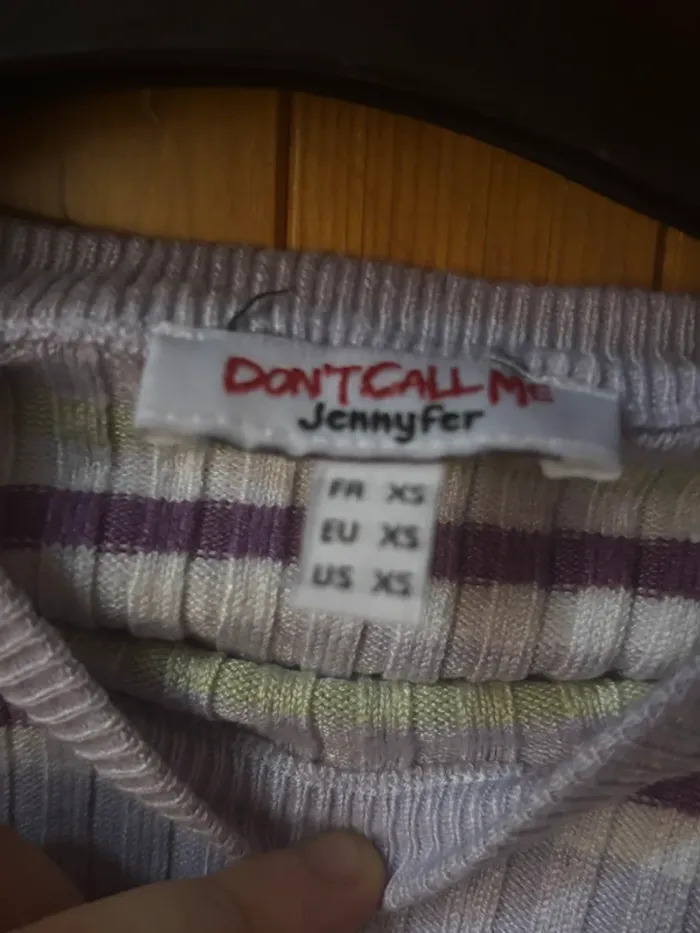 DON'T CALL ME
Jennyfer
FR XS
EU XS
US XS